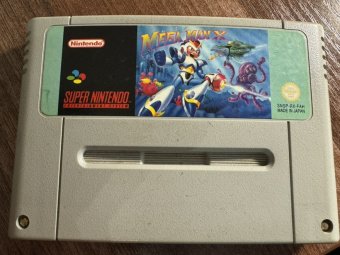 Nintendo
MEGA MAN X
SUPER NINTENDO
ENTERTAINMENT SYSTEM
SNSP-RX-FAH
MADE IN JAPAN